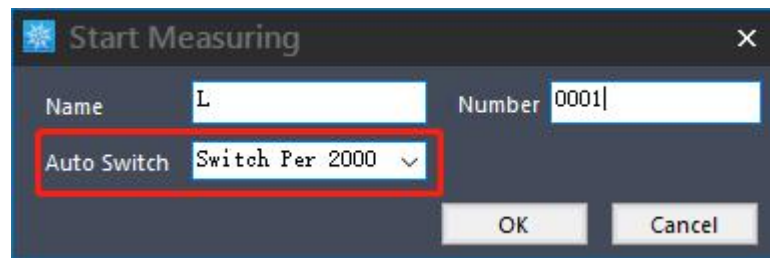 Start Measuring
Name L Number 0001
Auto Switch Switch Per 2000
OK Cancel